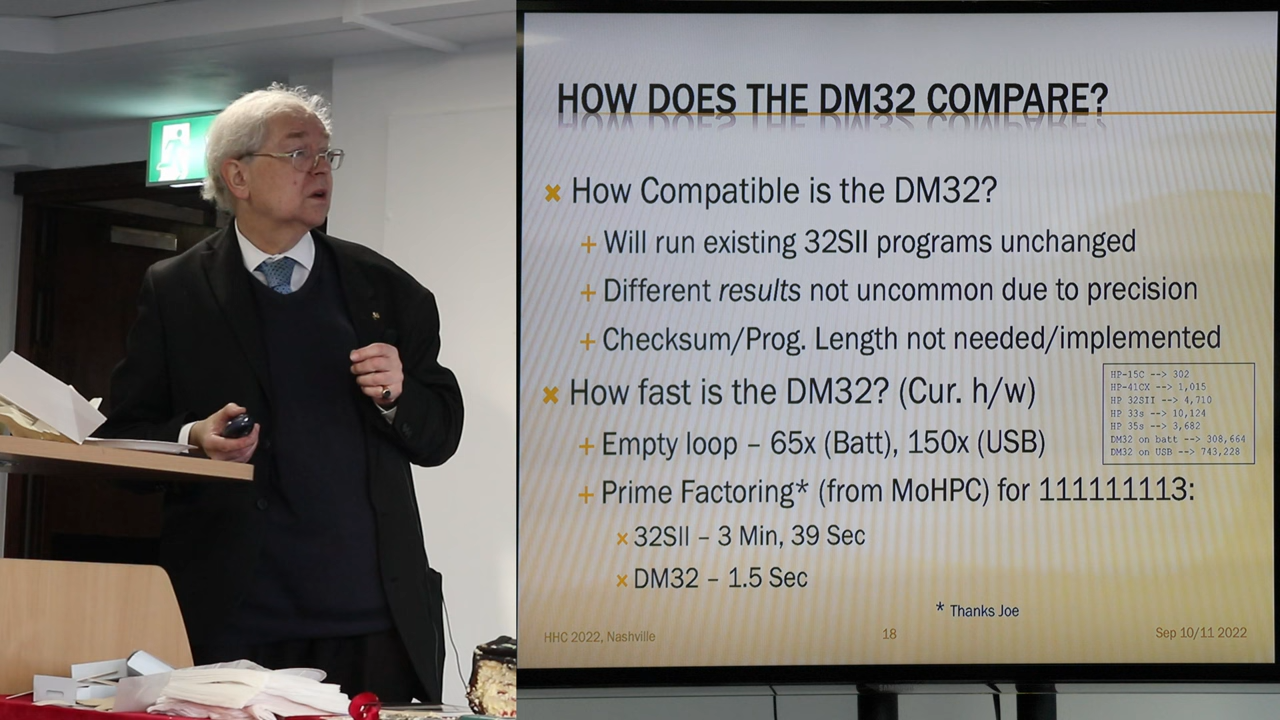 HOW DOES THE DM32 COMPARE?
How Compatible is the DM32?
Will run existing 32SII programs unchanged
Different results not uncommon due to precision
Checksum/Prog. Length not needed/implemented
How fast is the DM32? (Cur. h/w)
Empty loop – 65x (Batt), 150x (USB)
HP-15C --> 302
HP-41CX --> 1,015
HP 32SII --> 4,710
HP 33s --> 10,124
HP 35s --> 3,682
DM32 on batt --> 308,664
DM32 on USB --> 743,228
Prime Factoring* (from MoHPC) for 111111113:
32SII – 3 Min, 39 Sec
DM32 – 1.5 Sec
* Thanks Joe
HHC 2022, Nashville
18
Sep 10/11 2022